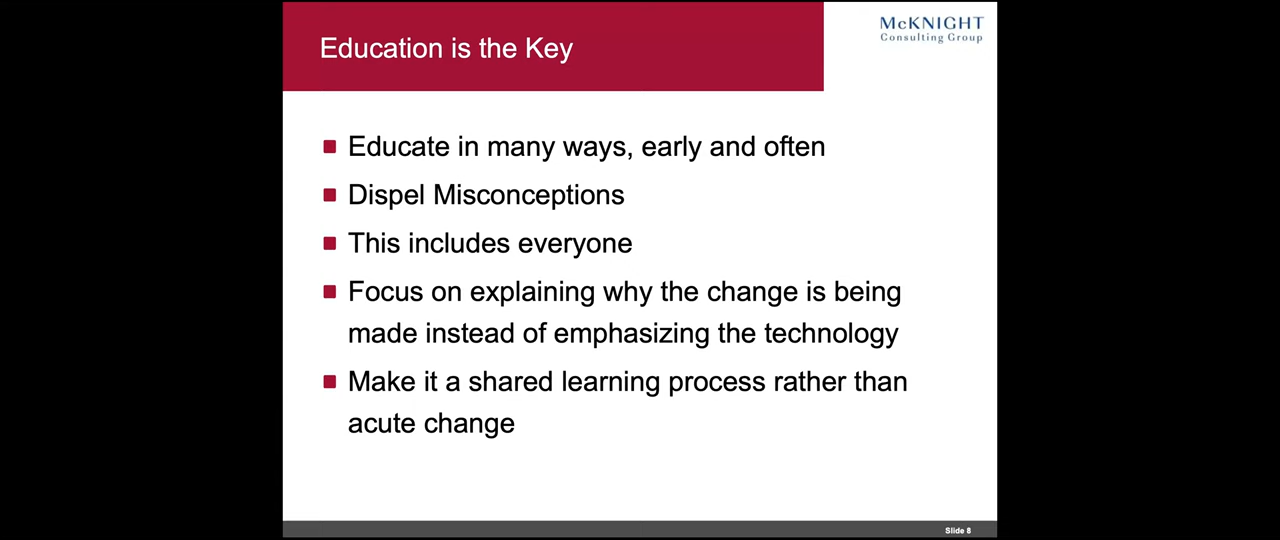 Education is the Key
McKNIGHT
Consulting Group
Educate in many ways, early and often
Dispel Misconceptions
This includes everyone
Focus on explaining why the change is being
made instead of emphasizing the technology
Make it a shared learning process rather than
acute change
Slide 8